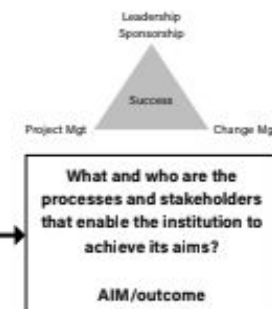 Leadership
Sponsorship
Success
Project Mgt
Change Mg
What and who are the
processes and stakeholders
that enable the institution to
achieve its aims?
AIM/outcome